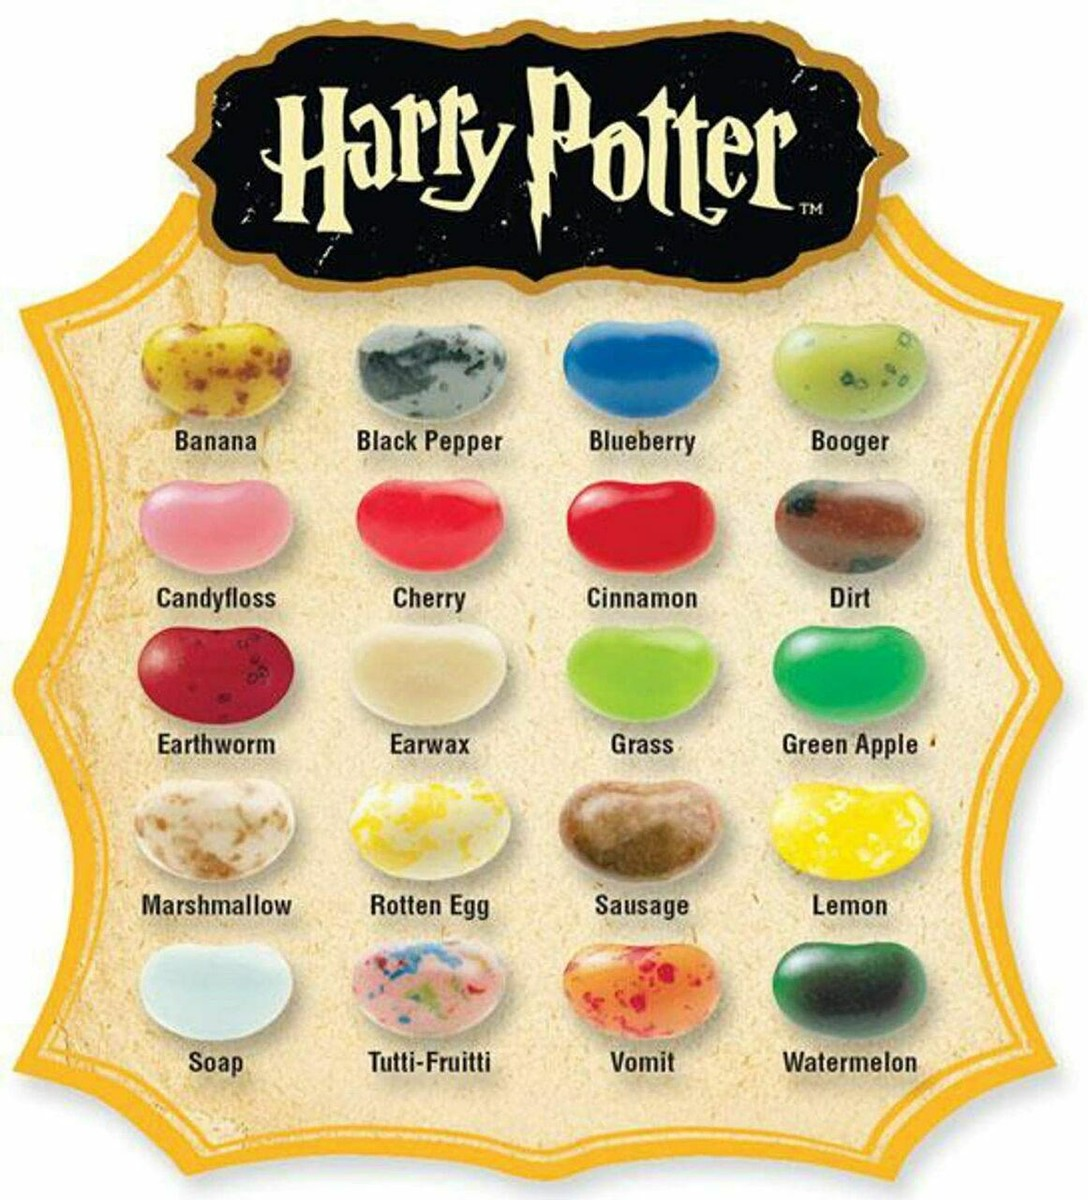 Harry Potter™
Banana Black Pepper Blueberry Booger
Candyfloss Cherry Cinnamon Dirt
Earthworm Earwax Grass Green Apple
Marshmallow Rotten Egg Sausage Lemon
Soap Tutti-Fruitti Vomit Watermelon